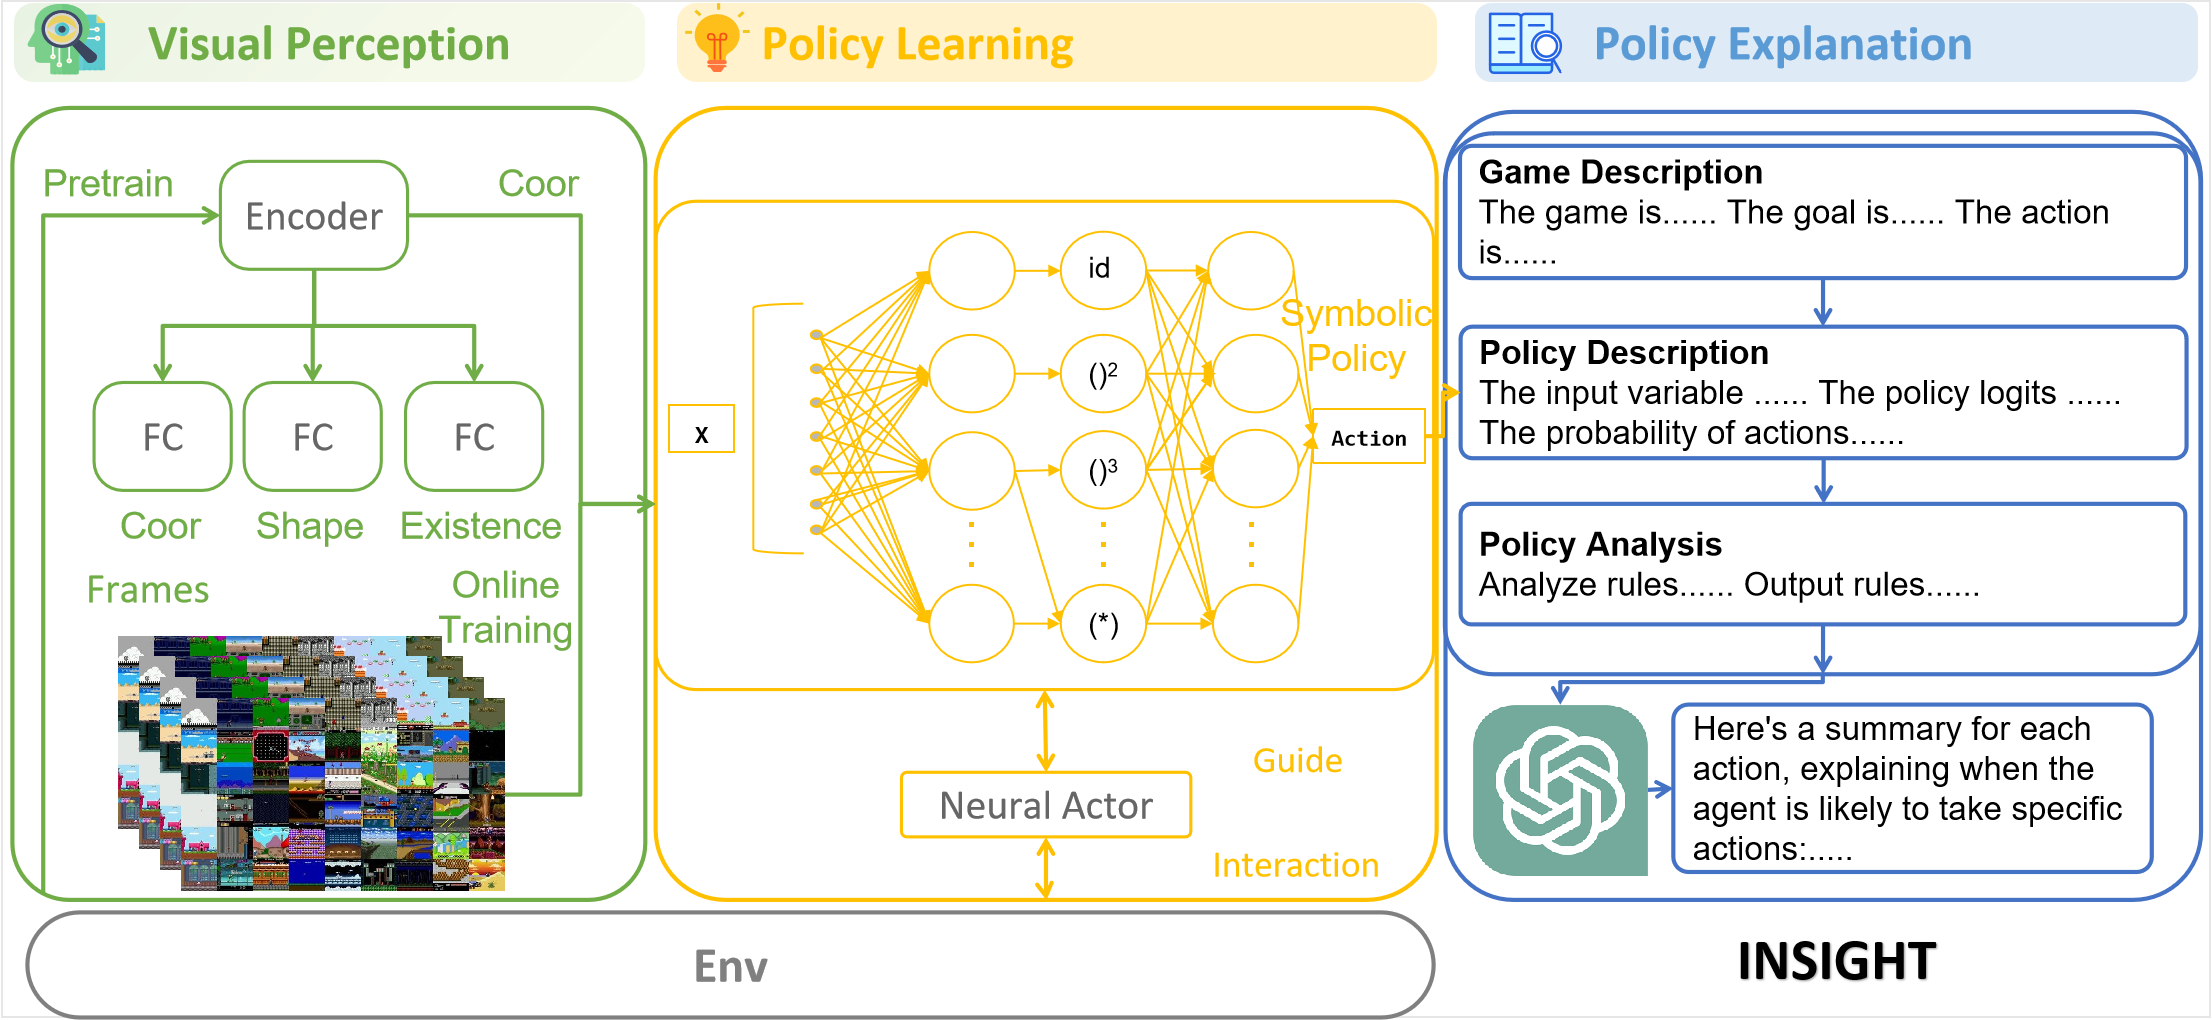 Visual Perception
Policy Learning
Policy Explanation
Pretrain
Encoder
Coor
FC
FC
FC
Coor
Shape
Existence
Frames
Online
Training
X
id
()²
()³
(*)
Symbolic
Policy
Action
Guide
Neural Actor
Interaction
Env
Game Description
The game is...... The goal is...... The action
is......
Policy Description
The input variable ...... The policy logits ......
The probability of actions......
Policy Analysis
Analyze rules...... Output rules......
Here's a summary for each
action, explaining when the
agent is likely to take specific
actions:.....
INSIGHT